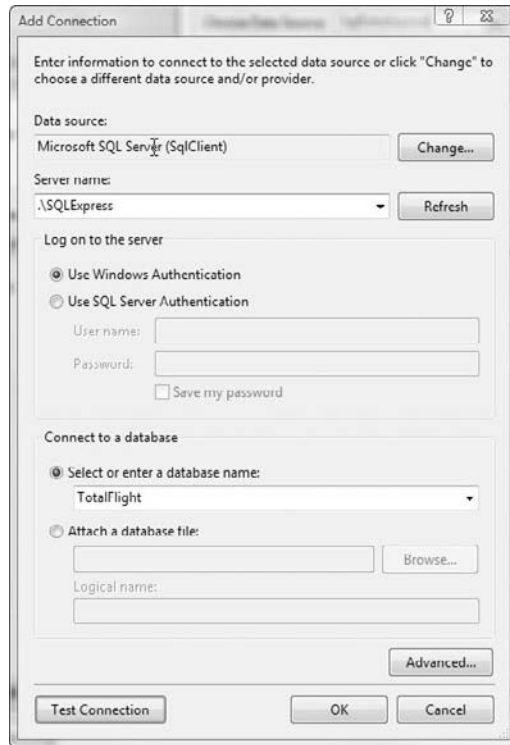 Add Connection
Enter information to connect to the selected data source or click "Change" to
choose a different data source and/or provider.
Data source:
Microsoft SQL Server (SqlClient)
Change...
Server name:
.\SQLExpress
Refresh
Log on to the server
Use Windows Authentication
Use SQL Server Authentication
User name:
Password:
Save my password
Connect to a database
Select or enter a database name:
TotalFlight
Attach a database file:
Browse...
Logical name:
Advanced...
Test Connection
OK
Cancel